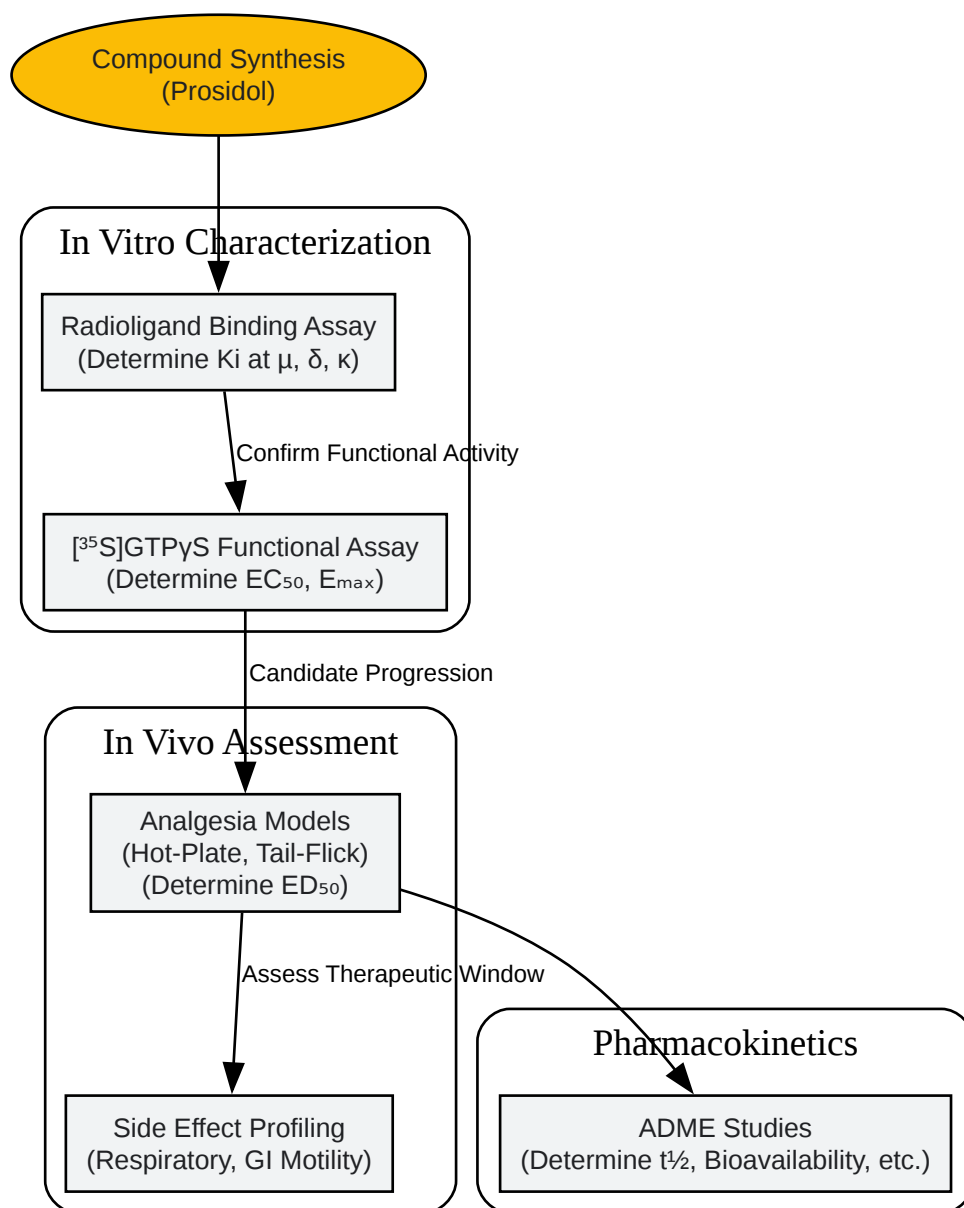 Compound Synthesis
(Prosidol)
In Vitro Characterization
Radioligand Binding Assay
(Determine Ki at μ, δ, κ)
Confirm Functional Activity
[³⁵S]GTPγS Functional Assay
(Determine EC₅₀, Eₘₐₓ)
Candidate Progression
In Vivo Assessment
Analgesia Models
(Hot-Plate, Tail-Flick)
(Determine ED₅₀)
Assess Therapeutic Window
Pharmacokinetics
Side Effect Profiling
(Respiratory, GI Motility)
ADME Studies
(Determine t½, Bioavailability, etc.)